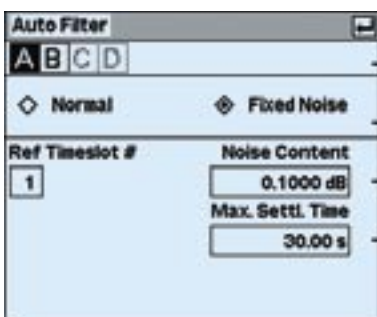 Auto Filter
A B C D
Normal Fixed Noise
Ref Timeslot # Noise Content
1 0.1000 dB
Max. Settl. Time
30.00 s